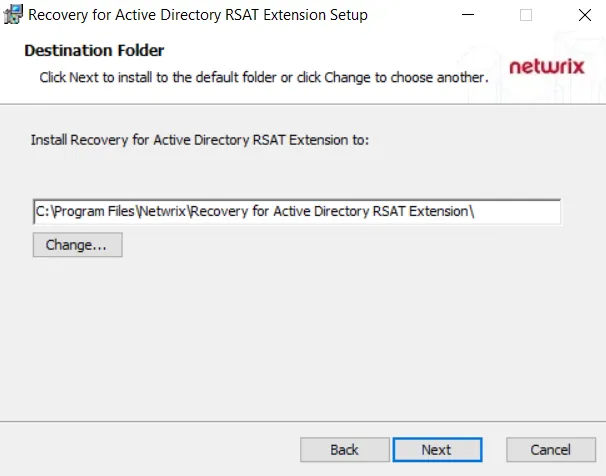 Recovery for Active Directory RSAT Extension Setup
Destination Folder
Click Next to install to the default folder or click Change to choose another.
netwrix
Install Recovery for Active Directory RSAT Extension to:
C:\Program Files\Netwrix\Recovery for Active Directory RSAT Extension\
Change...
Back
Next
Cancel